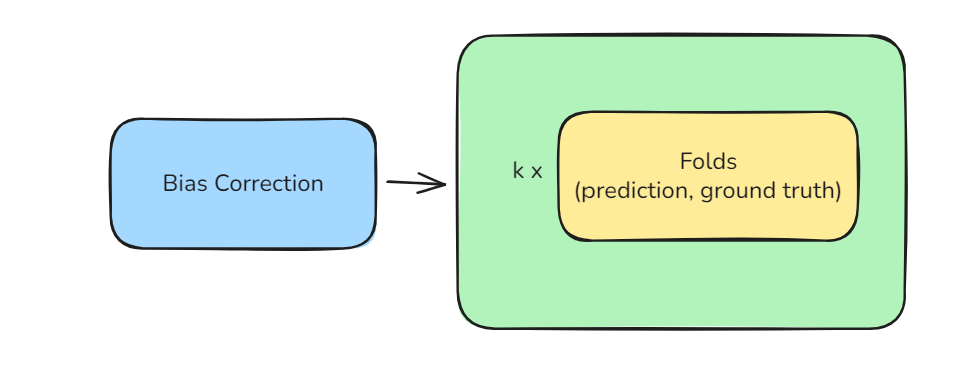 Bias Correction
k x
Folds
(prediction, ground truth)